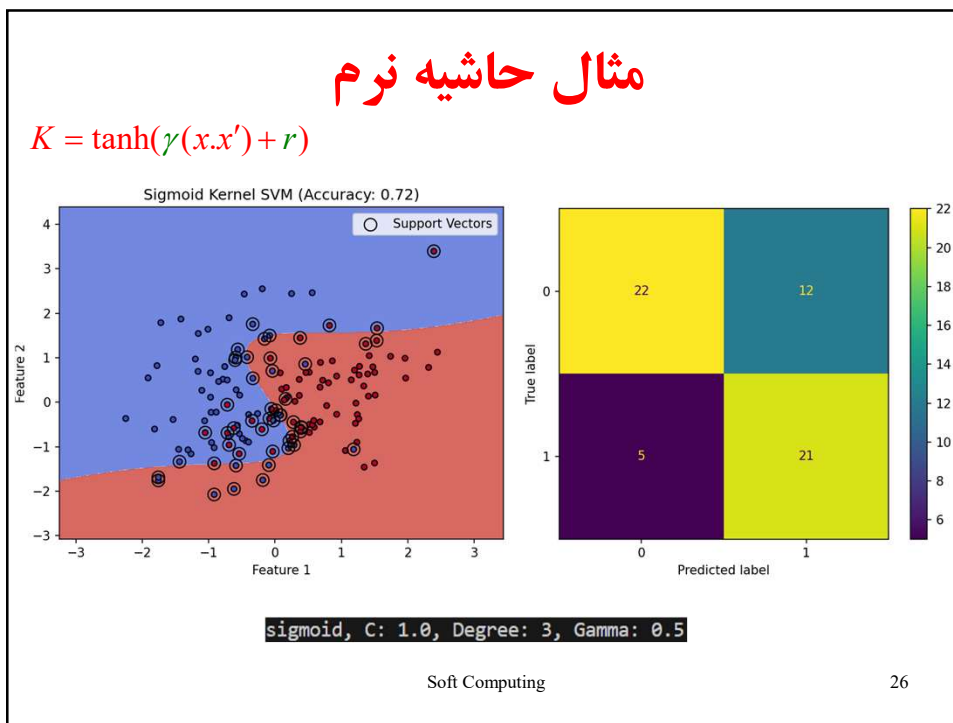 مثال حاشیه نرم
K = tanh(γ(x.x′) + r)
Sigmoid Kernel SVM (Accuracy: 0.72)
Support Vectors
4
3
2
1
0
−1
−2
−3
Feature 2
−3 −2 −1 0 1 2 3
Feature 1
True label
0
1
22 12
5 21
0 1
Predicted label
22
20
18
16
14
12
10
8
6
sigmoid, C: 1.0, Degree: 3, Gamma: 0.5
Soft Computing 26